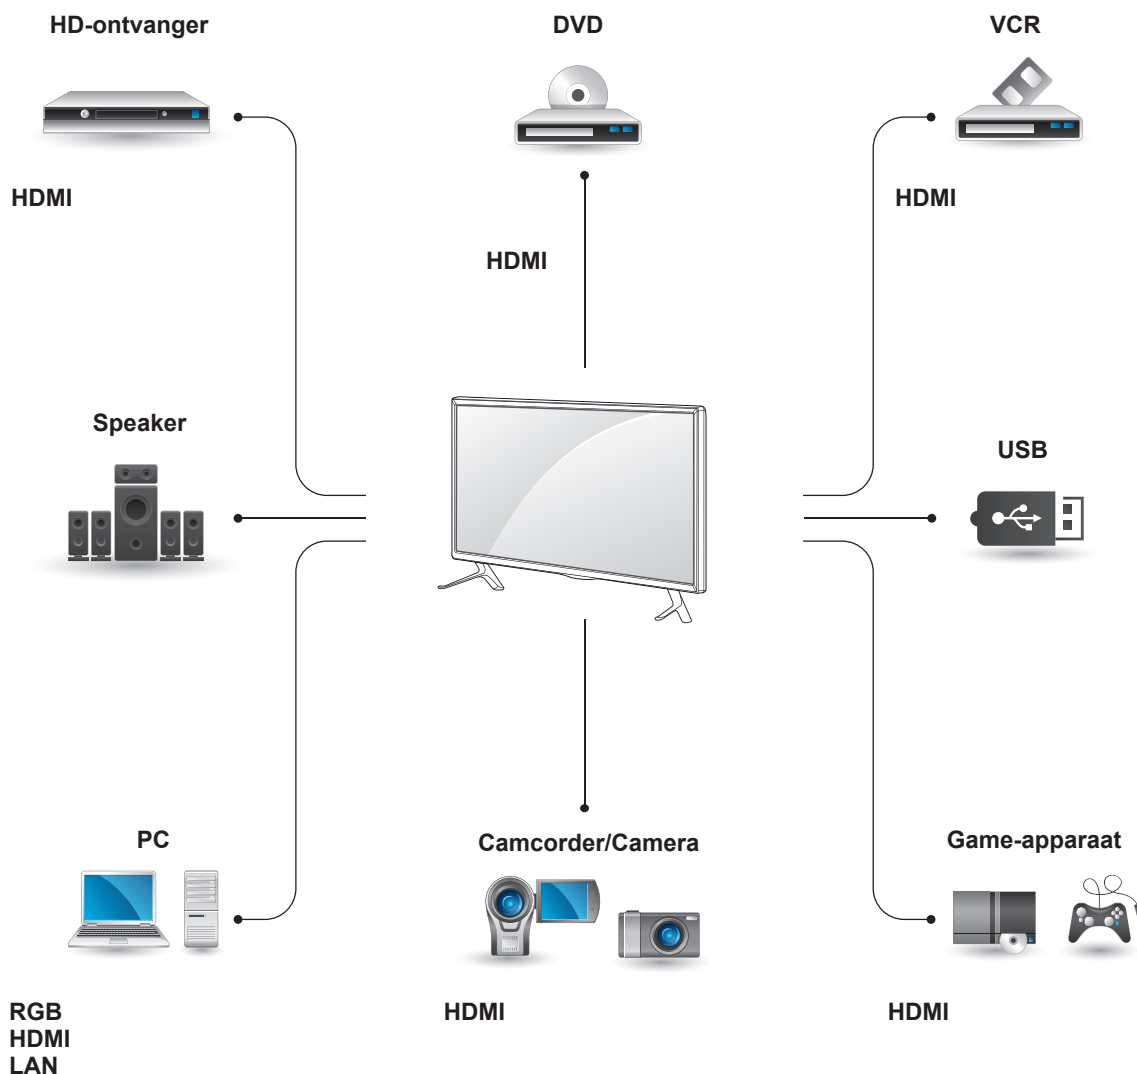 HD-ontvanger
DVD
VCR
HDMI
HDMI
HDMI
Speaker
USB
PC
Camcorder/Camera
Game-apparaat
RGB
HDMI
LAN
HDMI
HDMI